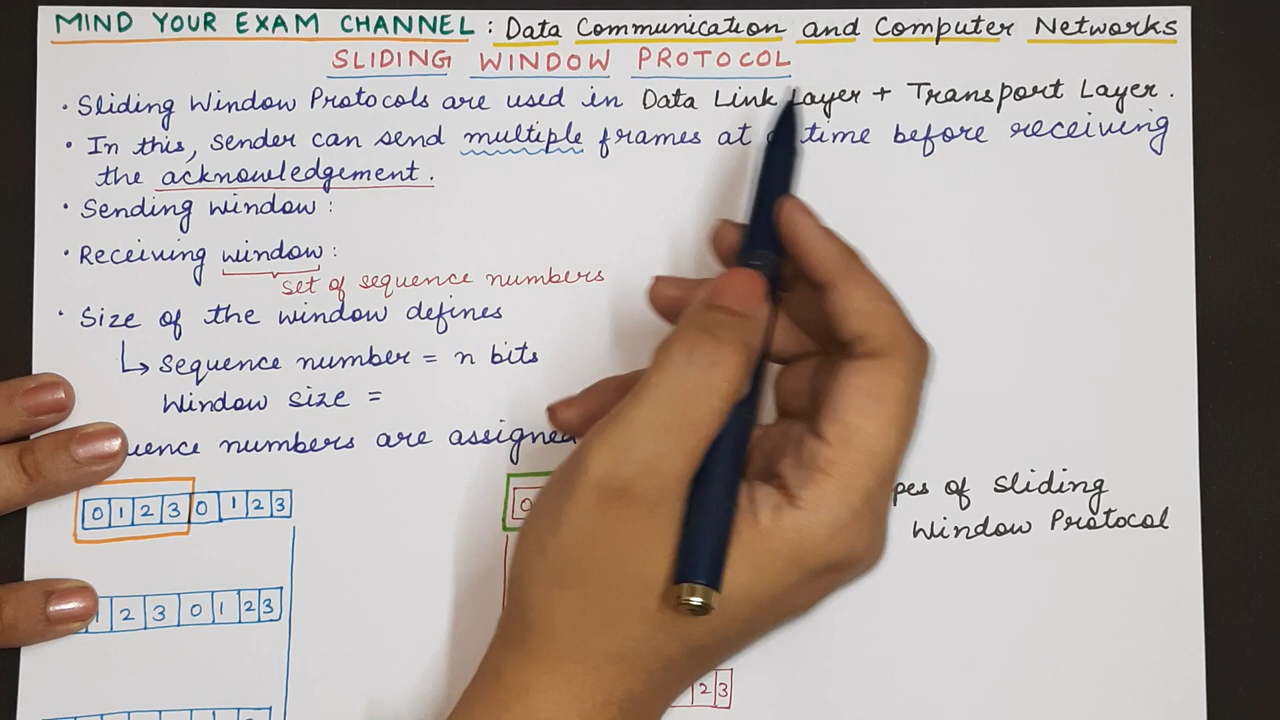 MIND YOUR EXAM CHANNEL : Data Communication and Computer Networks
SLIDING WINDOW PROTOCOL
• Sliding Window Protocols are used in Data Link Layer + Transport Layer.
• In this, sender can send multiple frames at time before receiving
the acknowledgement.
• Sending window :
• Receiving window :
set of sequence numbers
• Size of the window defines
↳ Sequence number = n bits
Window size =
uence numbers are assigned
0 1 2 3 0 1 2 3
0
pes of sliding
Window Protocol
1 2 3 0 1 2 3
2 3